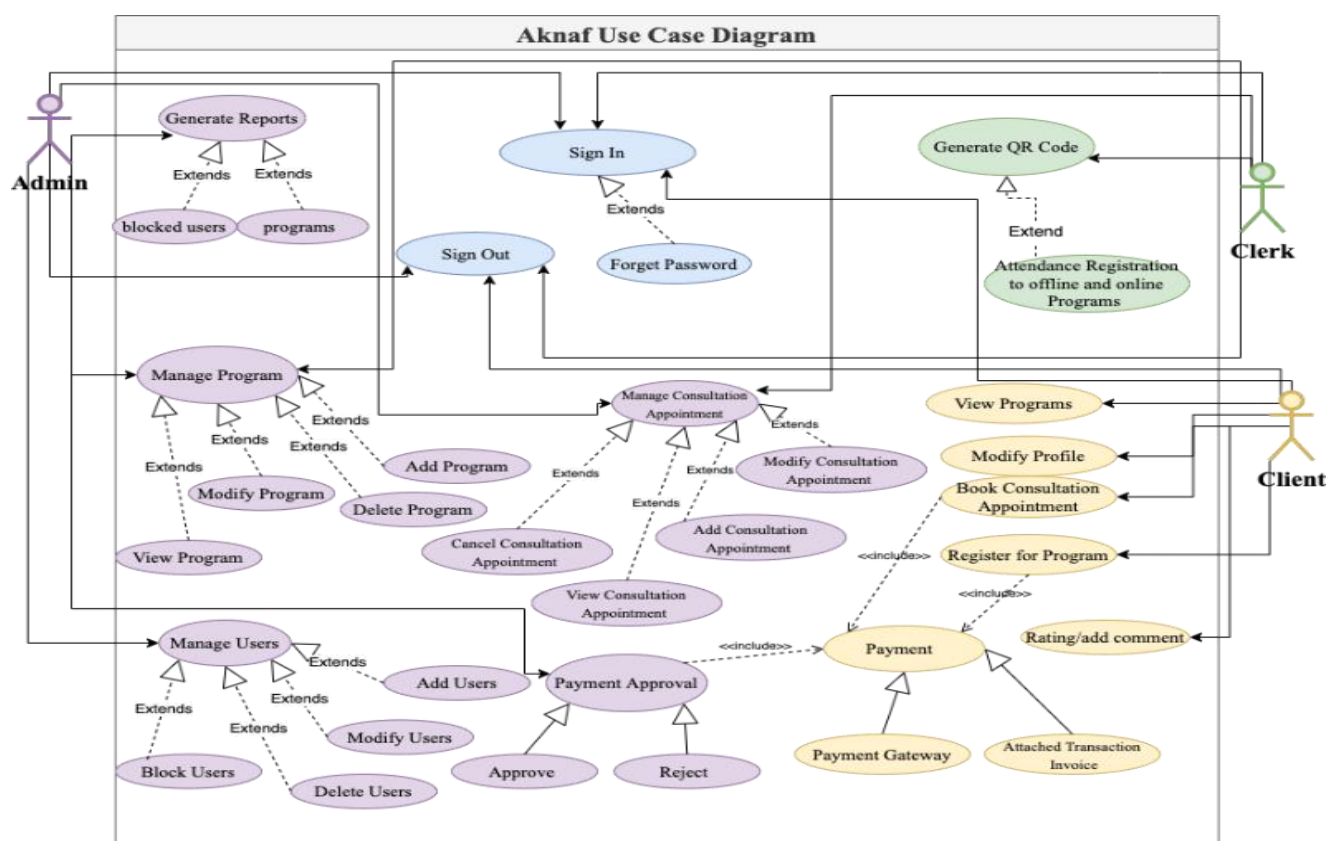 Aknaf Use Case Diagram
Admin
Generate Reports
Extends
Extends
blocked users
programs
Sign In
Extends
Forget Password
Sign Out
Generate QR Code
Extend
Attendance Registration
to offline and online
Programs
Clerk
Manage Program
Extends
Extends
Extends
Extends
Add Program
Modify Program
Delete Program
View Program
Manage Consultation
Appointment
Extends
Extends
Extends
Extends
Modify Consultation
Appointment
Cancel Consultation
Appointment
Add Consultation
Appointment
View Consultation
Appointment
View Programs
Modify Profile
Book Consultation
Appointment
Client
<<include>>
Register for Program
<<include>>
Rating/add comment
Manage Users
Extends
Extends
Extends
Extends
Add Users
Modify Users
Block Users
Delete Users
Payment Approval
<<include>>
Payment
Approve
Reject
Payment Gateway
Attached Transaction
Invoice